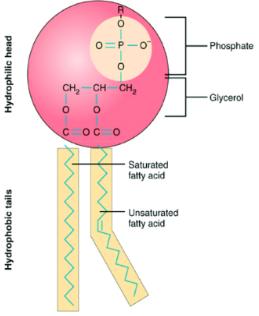 R
O
O = P — O⁻
O
Phosphate
CH₂ — CH — CH₂
O O
C = O C = O
Glycerol
Hydrophilic head
Saturated
fatty acid
Unsaturated
fatty acid
Hydrophobic tails